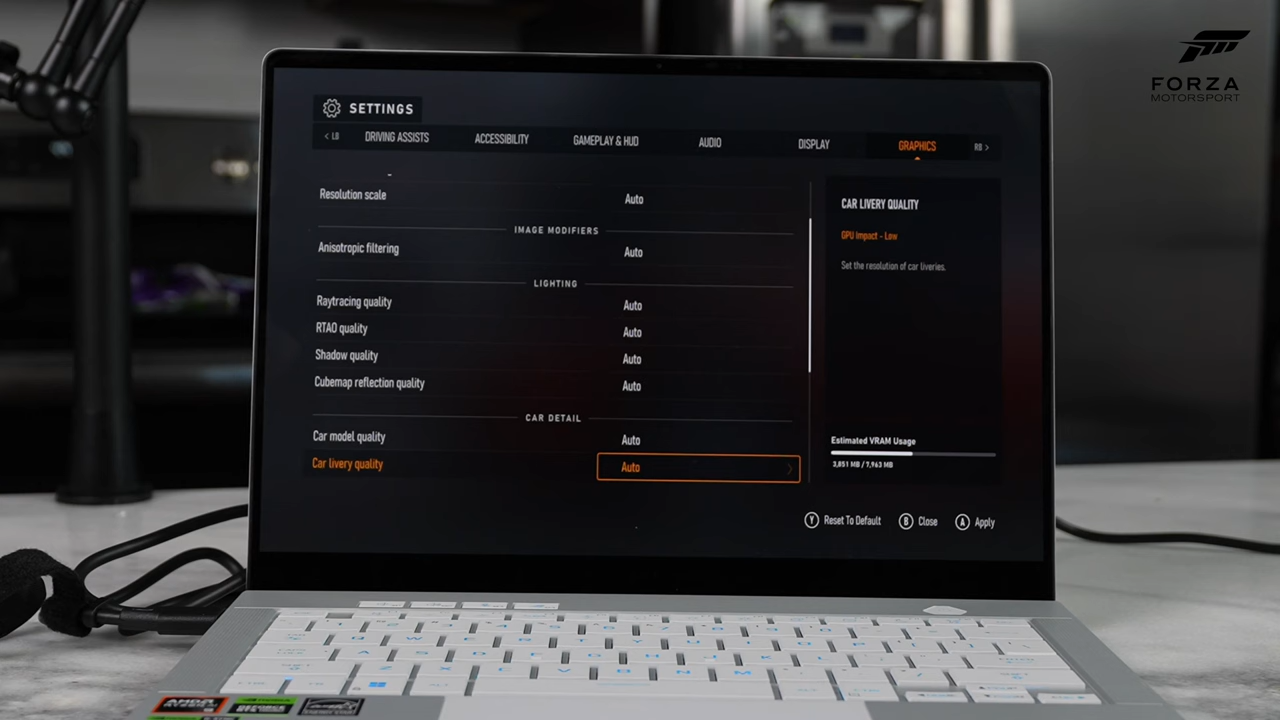 FORZA
MOTORSPORT
SETTINGS
< LB DRIVING ASSISTS ACCESSIBILITY GAMEPLAY & HUD AUDIO DISPLAY GRAPHICS RB >
Resolution scale Auto
IMAGE MODIFIERS
Anisotropic filtering Auto
LIGHTING
Raytracing quality Auto
RTAO quality Auto
Shadow quality Auto
Cubemap reflection quality Auto
CAR DETAIL
Car model quality Auto
Car livery quality Auto >
CAR LIVERY QUALITY
GPU Impact - Low
Set the resolution of car liveries.
Estimated VRAM Usage
3,851 MB / 7,963 MB
Y Reset To Default B Close A Apply
AMD
GEFORCE